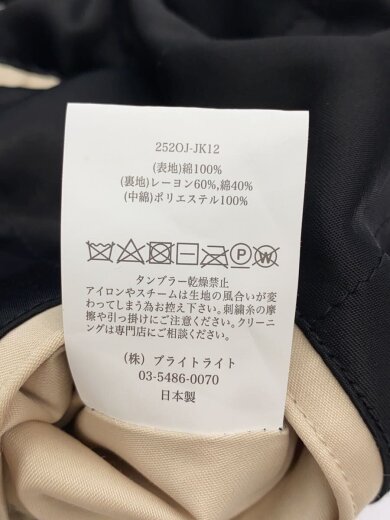 252OJ-JK12
(表地)綿100%
(裏地)レーヨン60%,綿40%
(中綿)ポリエステル100%
P W
タンブラー乾燥禁止
アイロンやスチームは生地の風合いが変
わってしまう為お控え下さい。刺繍糸の摩
擦や引っ掛けにご注意ください。クリーニ
ングは専門店にご相談ください。
(株) ブライトライト
03-5486-0070
日本製